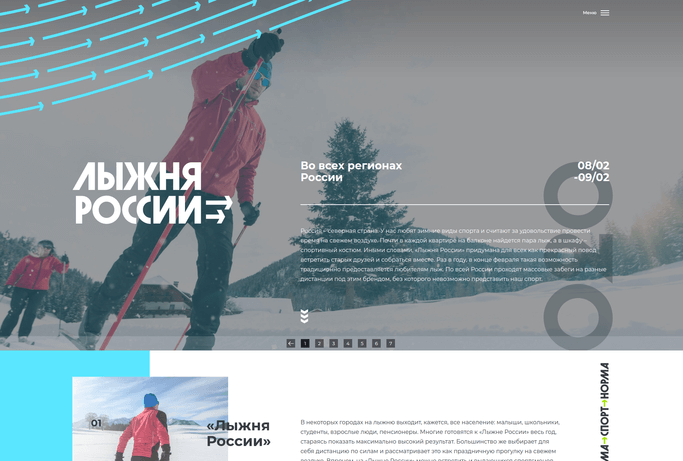 Меню
ЛЫЖНЯ
РОССИИ
Во всех регионах
России
08/02
-09/02
Россия – северная страна. У нас любят зимние виды спорта и считают за удовольствие провести
время на свежем воздухе. Почти в каждой квартире на балконе найдется пара лыж, а в шкафу –
спортивный костюм. Иными словами, «Лыжня России» придумана для всех как прекрасный повод
встретить старых друзей и собраться вместе. Раз в году, в конце февраля такая возможность
традиционно предоставляется любителям лыж. По всей России проходят массовые забеги на разные
дистанции под этим брендом, без которого невозможно представить наш спорт.
1 2 3 4 5 6 7
01
«Лыжня
России»
В некоторых городах на лыжню выходит, кажется, все население: малыши, школьники,
студенты, взрослые люди, пенсионеры. Многие готовятся к «Лыжне России» весь год,
стараясь показать максимально высокий результат. Большинство же выбирает для
себя дистанцию по силам и рассматривает это как праздничную прогулку на свежем
СПОРТ→НОРМА